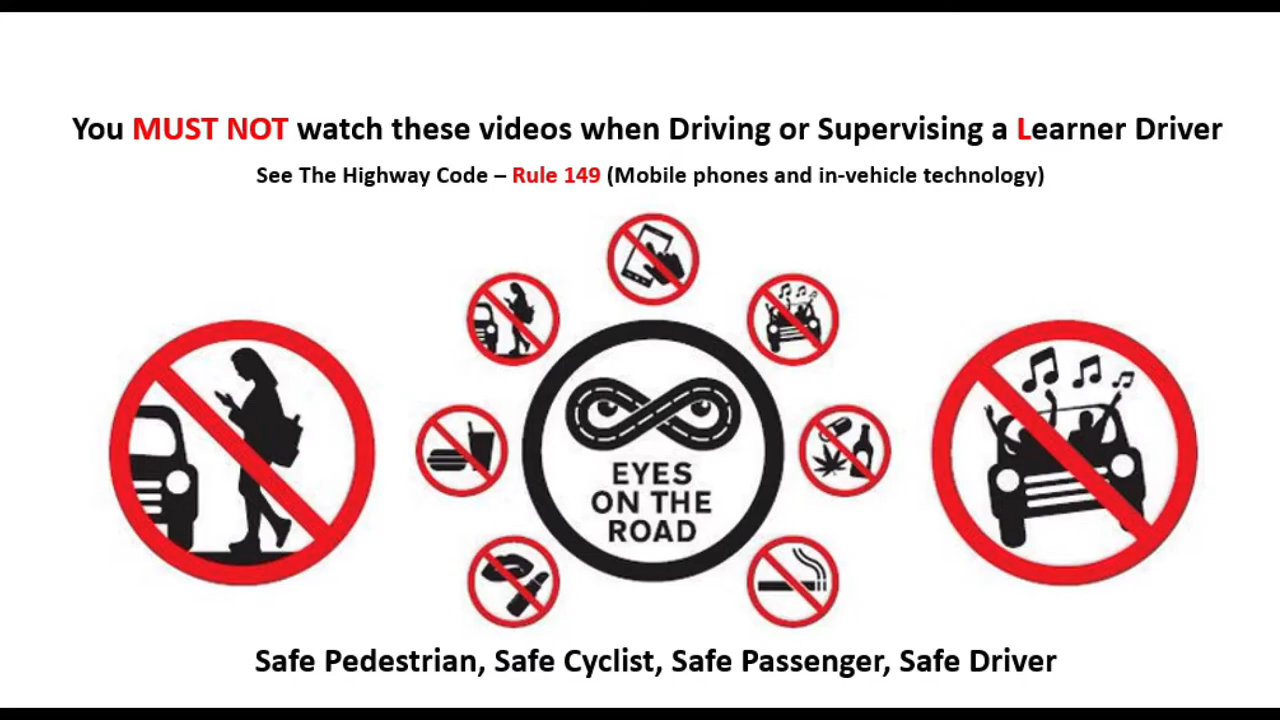 You MUST NOT watch these videos when Driving or Supervising a Learner Driver
See The Highway Code – Rule 149 (Mobile phones and in-vehicle technology)
EYES
ON THE
ROAD
Safe Pedestrian, Safe Cyclist, Safe Passenger, Safe Driver